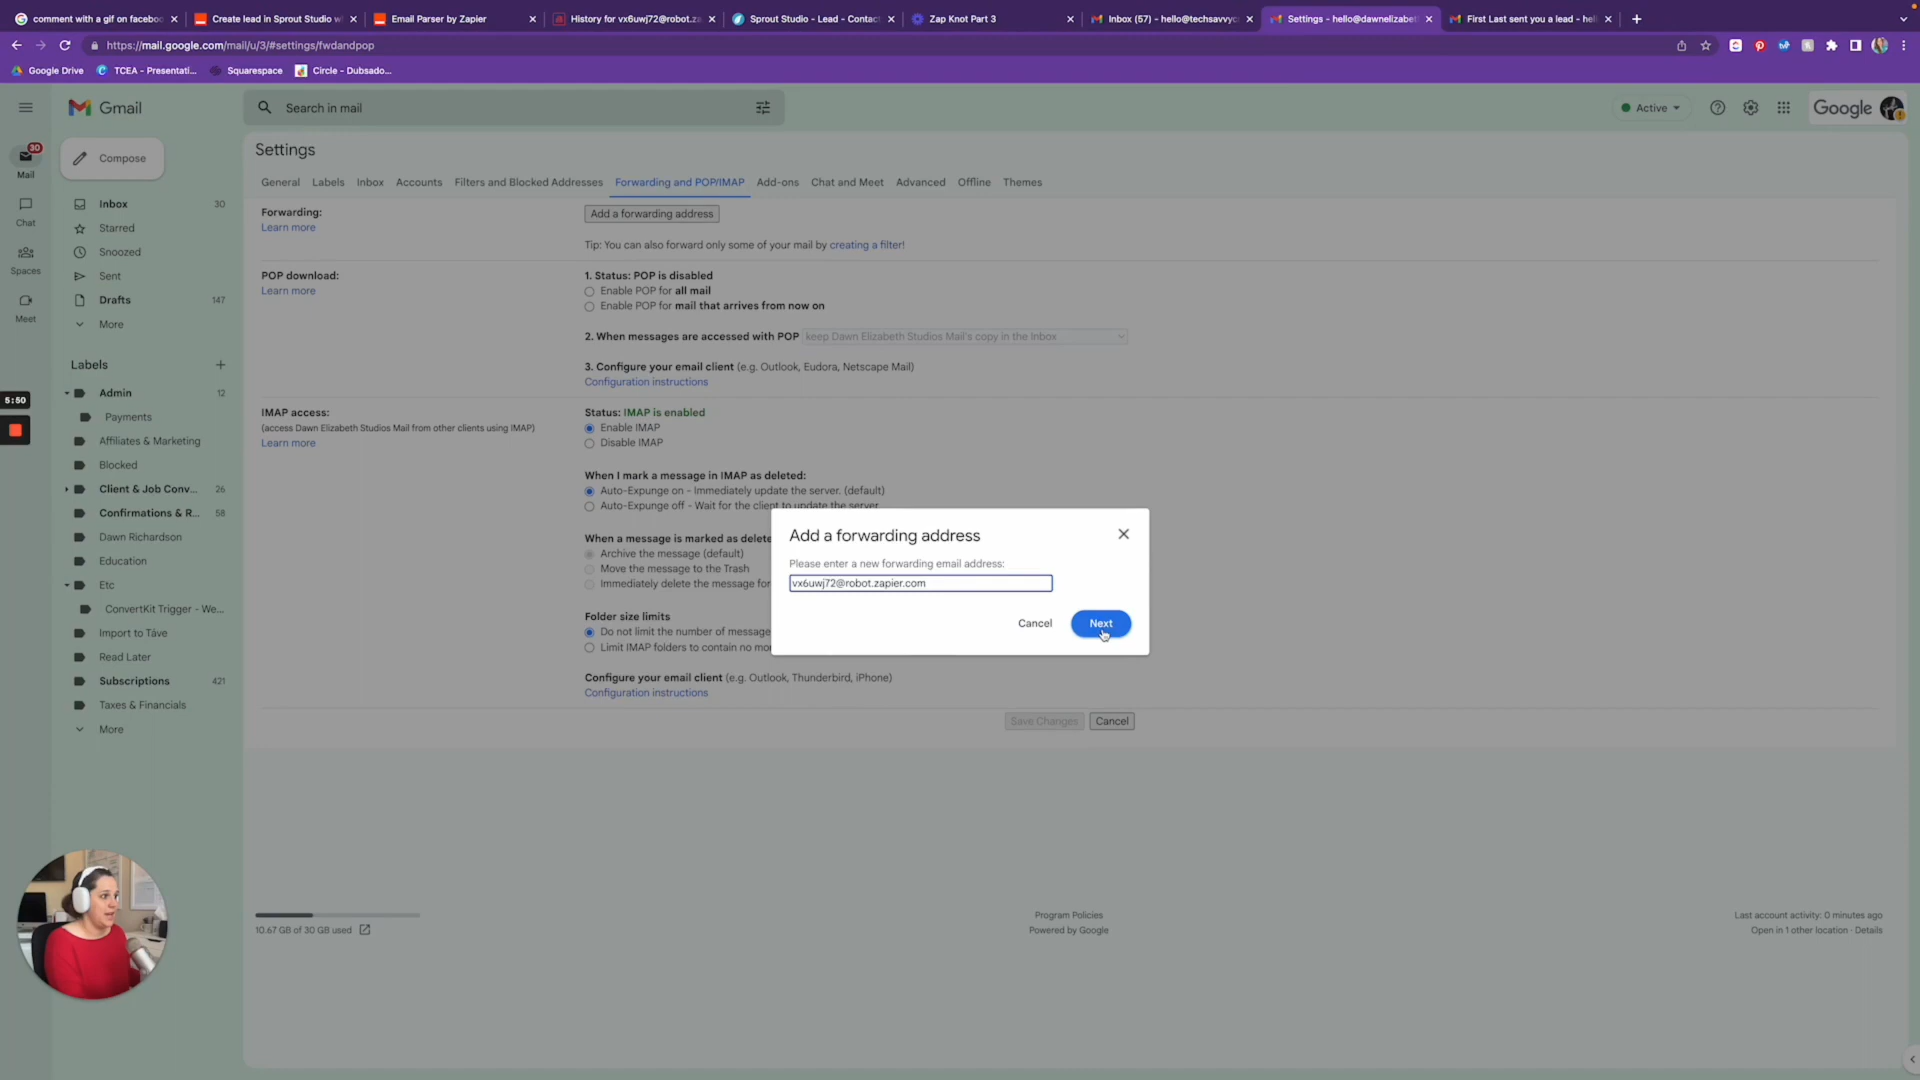 comment with a gif on faceboo
Create lead in Sprout Studio w
Email Parser by Zapier
History for vx6uwj72@robot.za
Sprout Studio - Lead - Contact
Zap Knot Part 3
Inbox (57) - hello@techsavvyc
Settings - hello@dawnelizabet
First Last sent you a lead - hel
https://mail.google.com/mail/u/3/#settings/fwdandpop
Google Drive
TCEA - Presentati...
Squarespace
Circle - Dubsado...
Gmail
Search in mail
Active
Google
30
Mail
Chat
Spaces
Meet
Compose
Inbox 30
Starred
Snoozed
Sent
Drafts 147
More
Labels
Admin 12
Payments
Affiliates & Marketing
Blocked
Client & Job Conv... 26
Confirmations & R... 58
Dawn Richardson
Education
Etc
ConvertKit Trigger - We...
Import to Táve
Read Later
Subscriptions 421
Taxes & Financials
More
5:50
Settings
General Labels Inbox Accounts Filters and Blocked Addresses Forwarding and POP/IMAP Add-ons Chat and Meet Advanced Offline Themes
Forwarding:
Learn more
Add a forwarding address
Tip: You can also forward only some of your mail by creating a filter!
POP download:
Learn more
1. Status: POP is disabled
Enable POP for all mail
Enable POP for mail that arrives from now on
2. When messages are accessed with POP keep Dawn Elizabeth Studios Mail's copy in the Inbox
3. Configure your email client (e.g. Outlook, Eudora, Netscape Mail)
Configuration instructions
IMAP access:
(access Dawn Elizabeth Studios Mail from other clients using IMAP)
Learn more
Status: IMAP is enabled
Enable IMAP
Disable IMAP
When I mark a message in IMAP as deleted:
Auto-Expunge on - Immediately update the server. (default)
Auto-Expunge off - Wait for the client to update the server
When a message is marked as delete
Archive the message (default)
Move the message to the Trash
Immediately delete the message for
Folder size limits
Do not limit the number of message
Limit IMAP folders to contain no mo
Configure your email client (e.g. Outlook, Thunderbird, iPhone)
Configuration instructions
Save Changes Cancel
Add a forwarding address
Please enter a new forwarding email address:
vx6uwj72@robot.zapier.com
Cancel Next
10.67 GB of 30 GB used
Program Policies
Powered by Google
Last account activity: 0 minutes ago
Open in 1 other location - Details